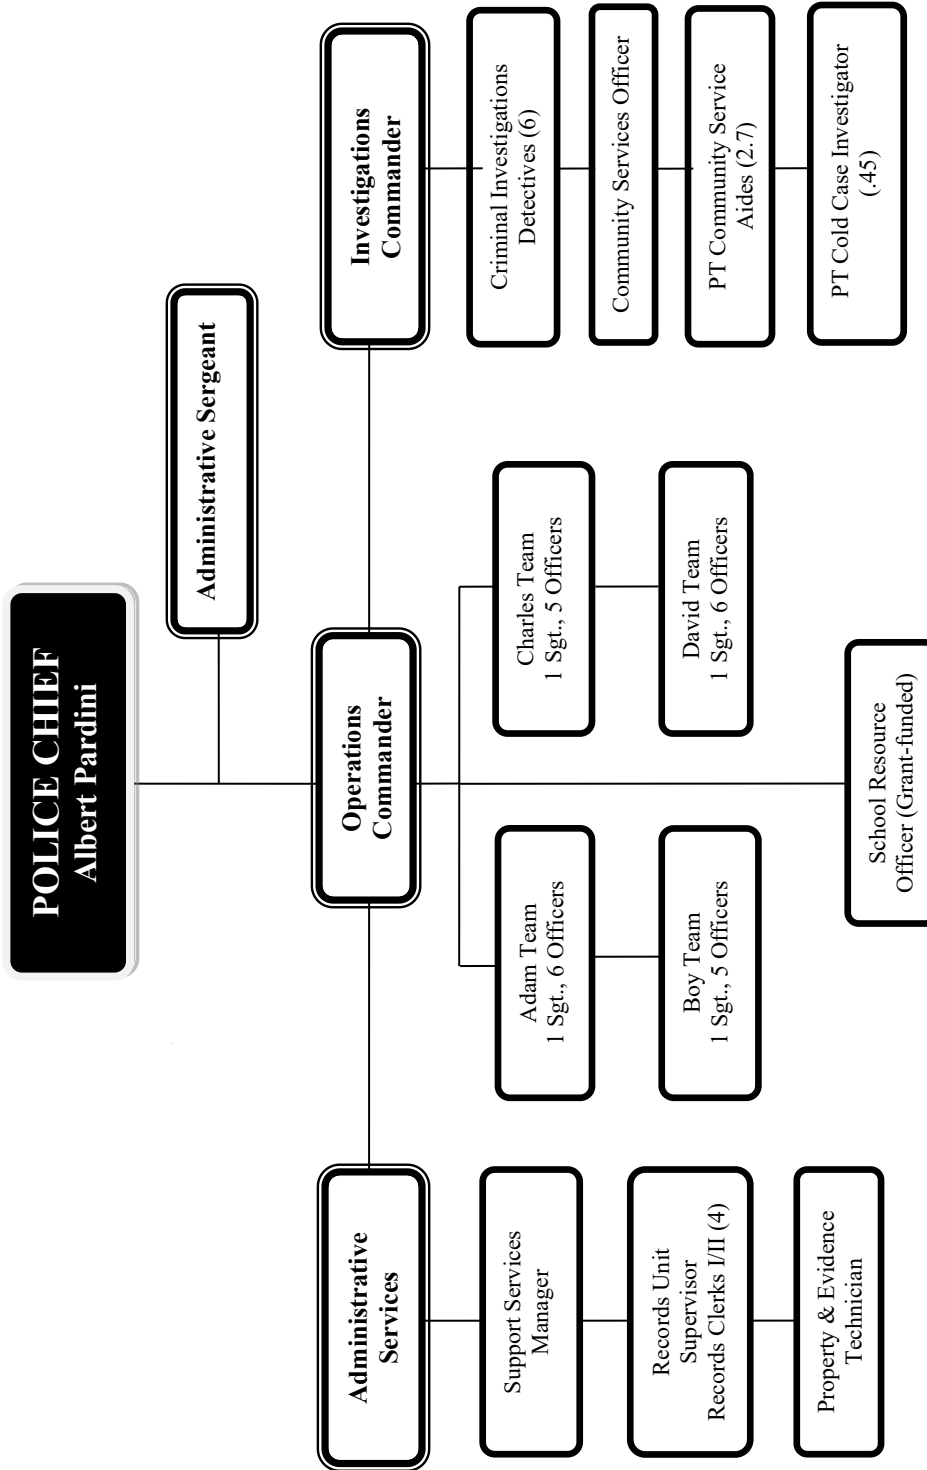 POLICE CHIEF
Albert Pardini
Administrative Sergeant
Administrative
Services
Operations
Commander
Investigations
Commander
Support Services
Manager
Records Unit
Supervisor
Records Clerks I/II (4)
Property & Evidence
Technician
Adam Team
1 Sgt., 6 Officers
Boy Team
1 Sgt., 5 Officers
Charles Team
1 Sgt., 5 Officers
David Team
1 Sgt., 6 Officers
School Resource
Officer (Grant-funded)
Criminal Investigations
Detectives (6)
Community Services Officer
PT Community Service
Aides (2.7)
PT Cold Case Investigator
(.45)